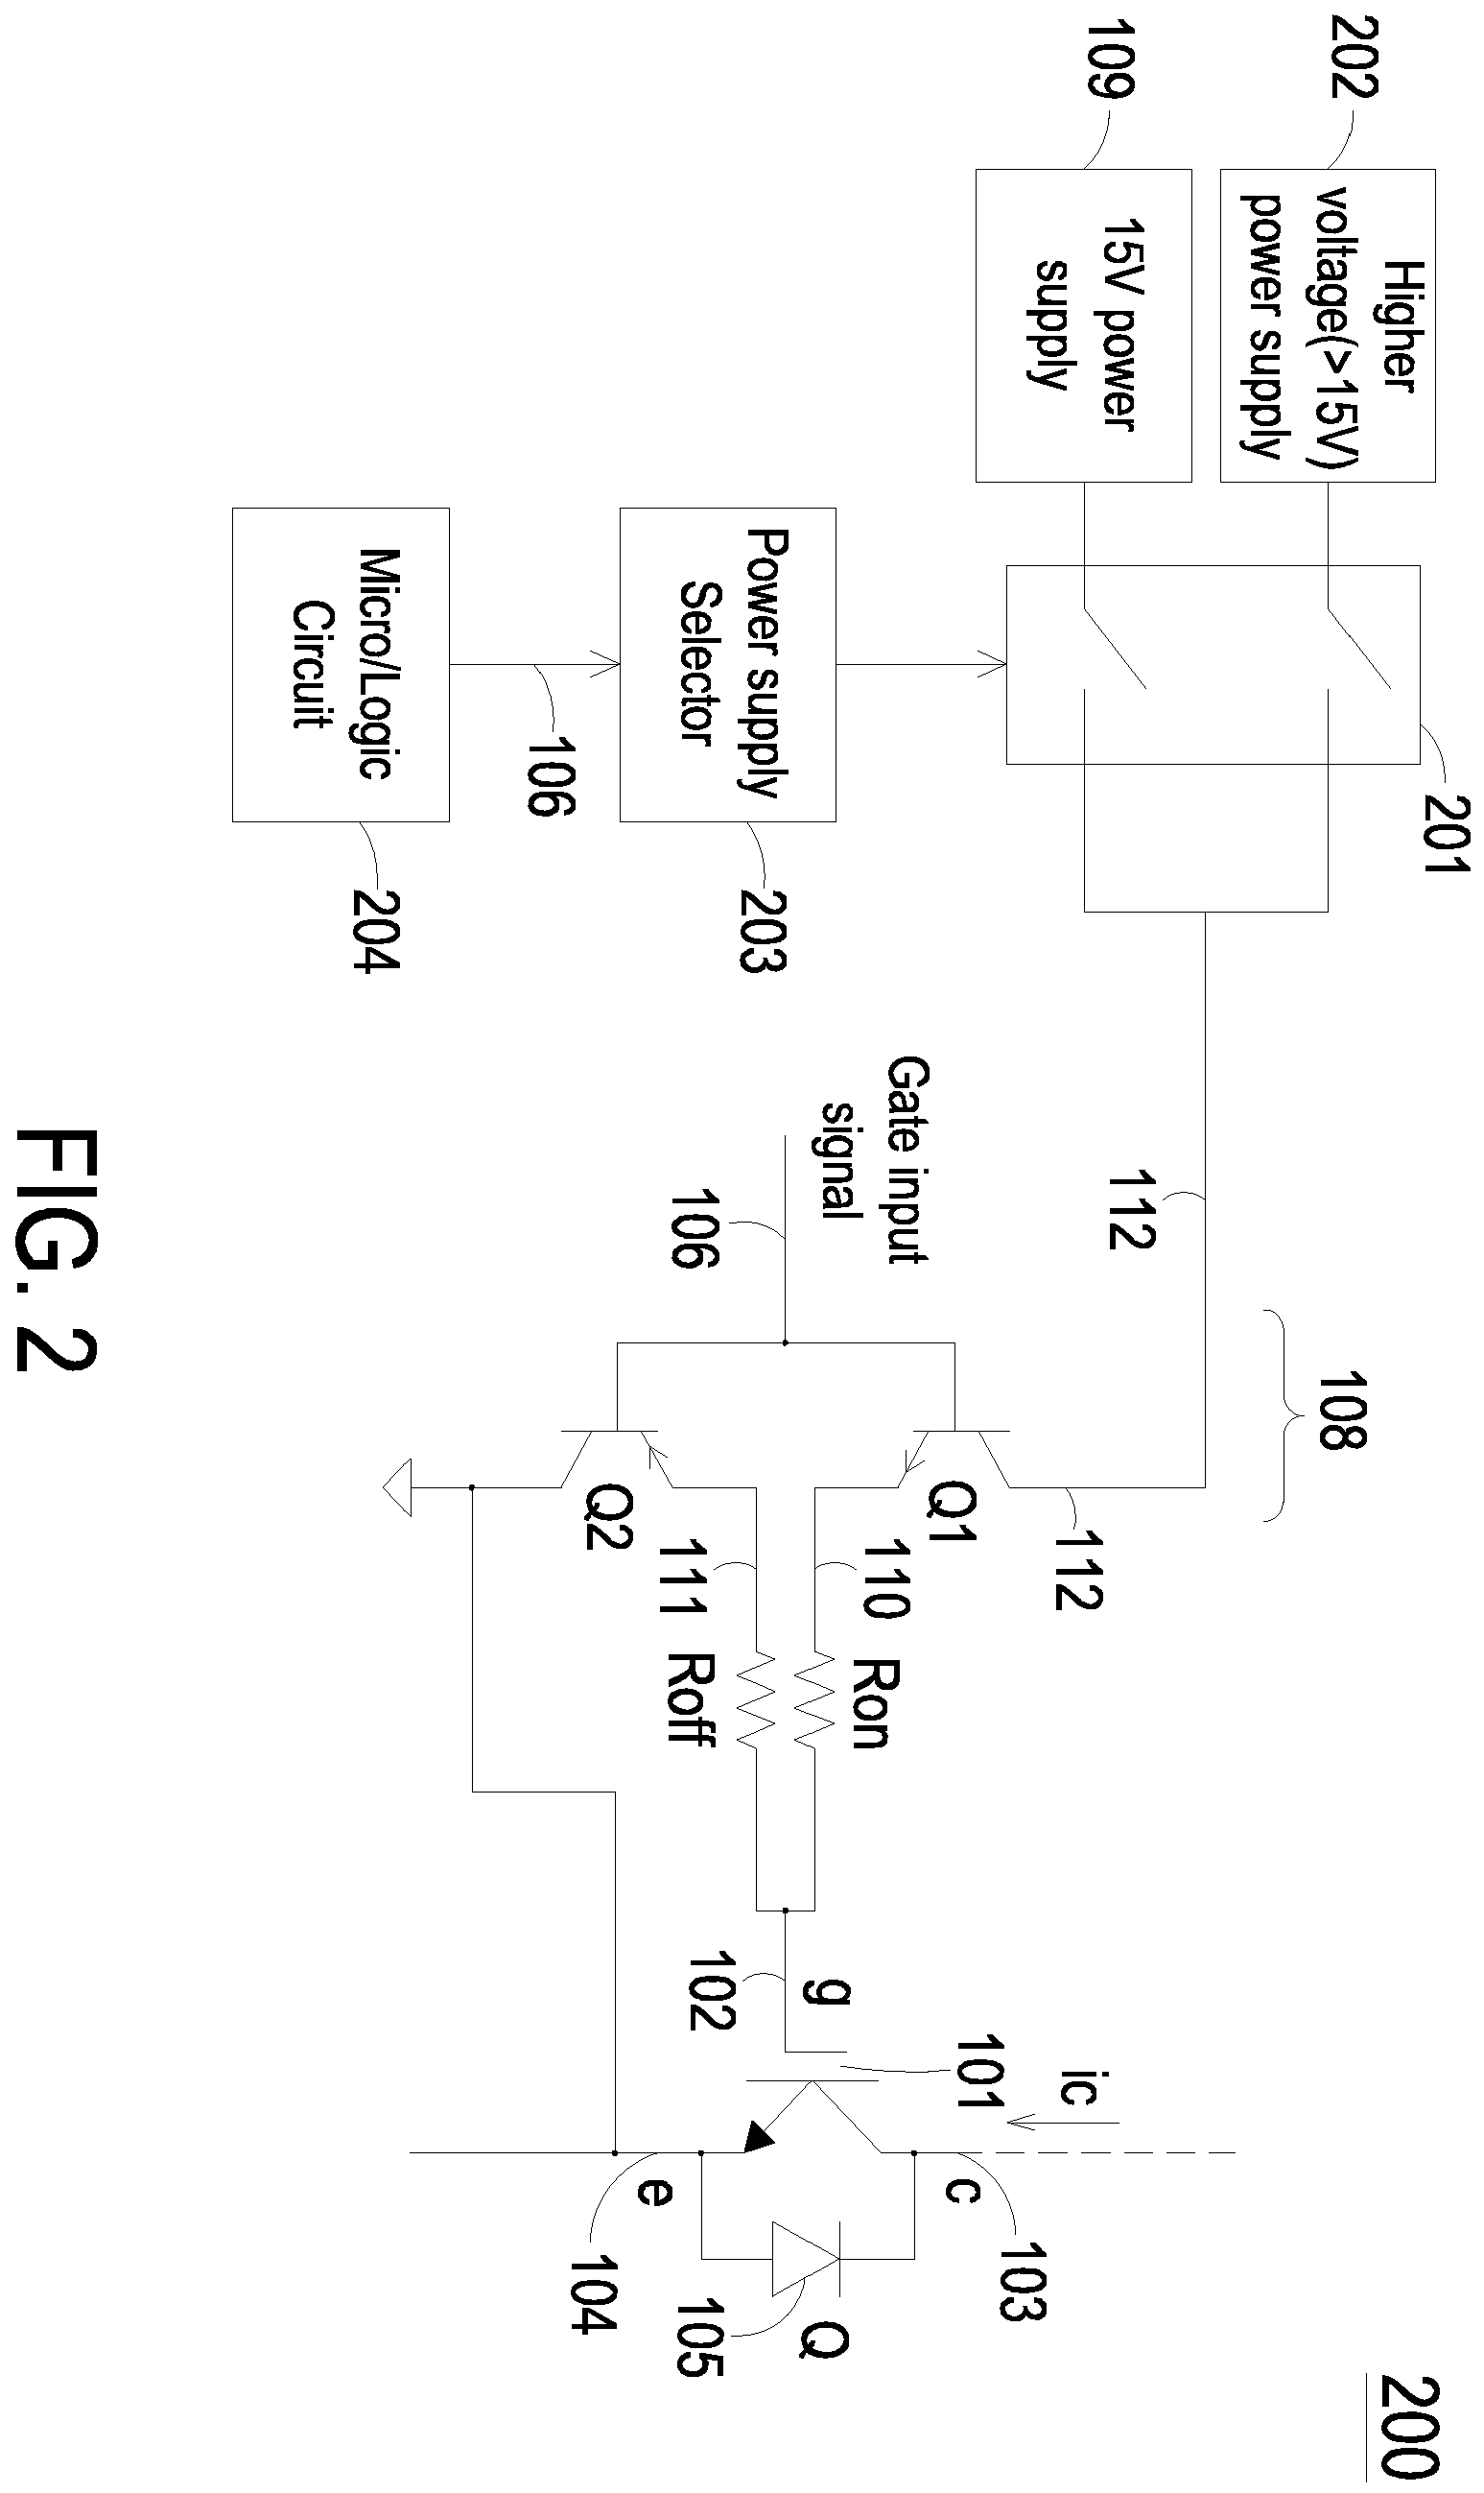 200
202
Higher
voltage(>15V)
power supply
109
15V power
supply
201
Power supply
Selector
203
106
Micro/Logic
Circuit
204
112
108
112
Gate input
signal
106
Q1
Q2
110
Ron
111
Roff
g
102
101
ic
c
103
e
104
Q
105
FIG. 2